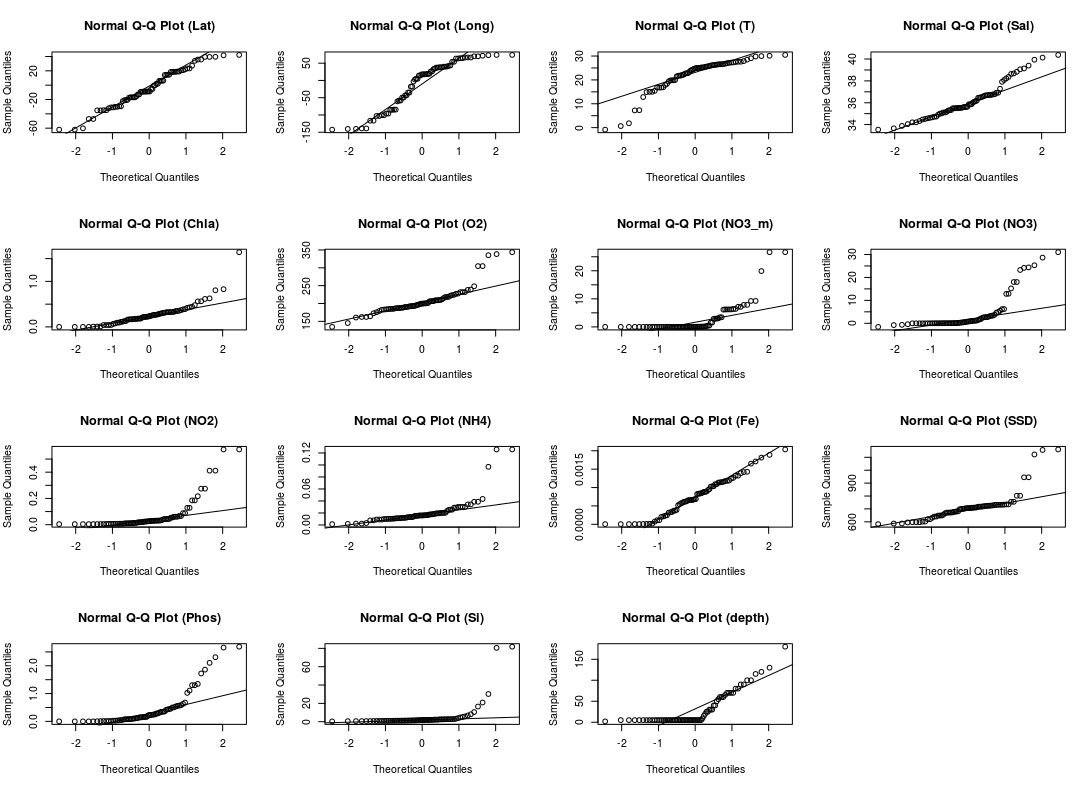 Normal Q-Q Plot (Lat)
Sample Quantiles
-60 -20 20
-2 -1 0 1 2
Theoretical Quantiles
Normal Q-Q Plot (Long)
Sample Quantiles
-150 -50 50
-2 -1 0 1 2
Theoretical Quantiles
Normal Q-Q Plot (T)
Sample Quantiles
0 10 20 30
-2 -1 0 1 2
Theoretical Quantiles
Normal Q-Q Plot (Sal)
Sample Quantiles
34 36 38 40
-2 -1 0 1 2
Theoretical Quantiles
Normal Q-Q Plot (Chla)
Sample Quantiles
0.0 1.0
-2 -1 0 1 2
Theoretical Quantiles
Normal Q-Q Plot (O2)
Sample Quantiles
150 250 350
-2 -1 0 1 2
Theoretical Quantiles
Normal Q-Q Plot (NO3_m)
Sample Quantiles
0 10 20
-2 -1 0 1 2
Theoretical Quantiles
Normal Q-Q Plot (NO3)
Sample Quantiles
0 10 20 30
-2 -1 0 1 2
Theoretical Quantiles
Normal Q-Q Plot (NO2)
Sample Quantiles
0.0 0.2 0.4
-2 -1 0 1 2
Theoretical Quantiles
Normal Q-Q Plot (NH4)
Sample Quantiles
0.00 0.06 0.12
-2 -1 0 1 2
Theoretical Quantiles
Normal Q-Q Plot (Fe)
Sample Quantiles
0.0000 0.0015
-2 -1 0 1 2
Theoretical Quantiles
Normal Q-Q Plot (SSD)
Sample Quantiles
600 900
-2 -1 0 1 2
Theoretical Quantiles
Normal Q-Q Plot (Phos)
Sample Quantiles
0.0 1.0 2.0
-2 -1 0 1 2
Theoretical Quantiles
Normal Q-Q Plot (SI)
Sample Quantiles
0 20 60
-2 -1 0 1 2
Theoretical Quantiles
Normal Q-Q Plot (depth)
Sample Quantiles
0 50 150
-2 -1 0 1 2
Theoretical Quantiles